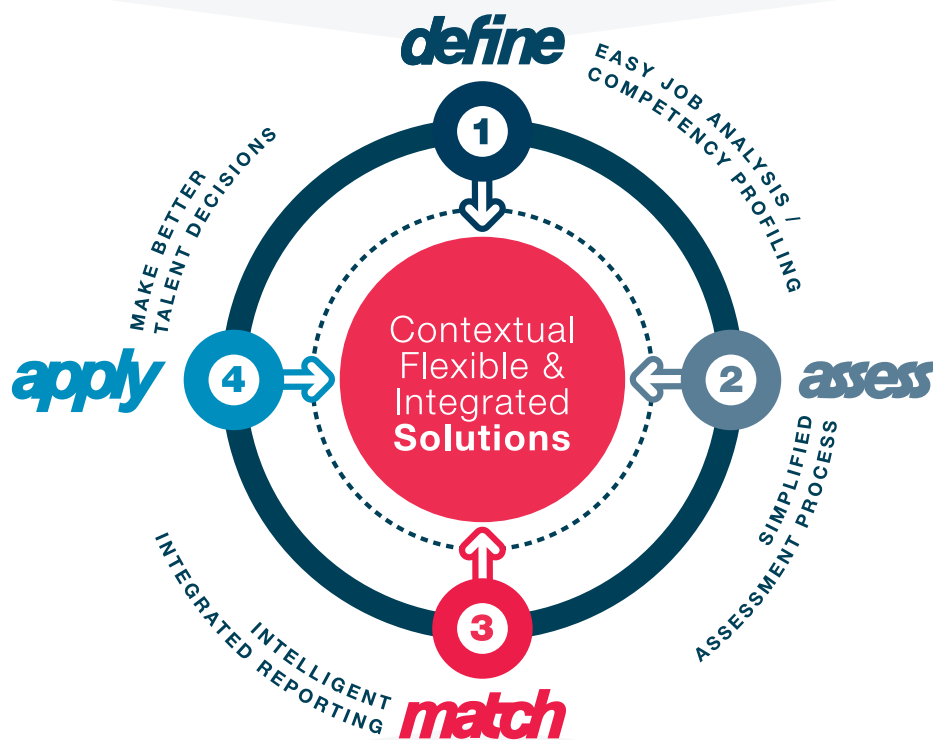 define
1
EASY JOB ANALYSIS /
COMPETENCY PROFILING
2
assess
SIMPLIFIED
ASSESSMENT PROCESS
3
match
INTELLIGENT
INTEGRATED REPORTING
4
apply
MAKE BETTER
TALENT DECISIONS
Contextual
Flexible &
Integrated
Solutions